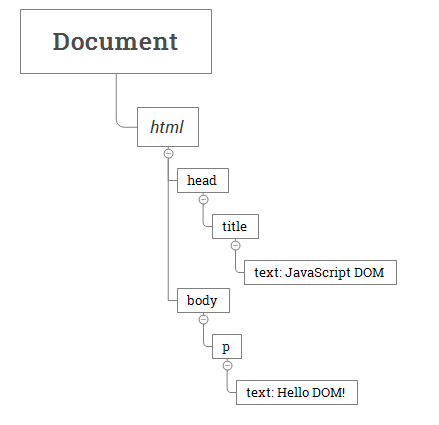 Document
html
head
title
text: JavaScript DOM
body
p
text: Hello DOM!